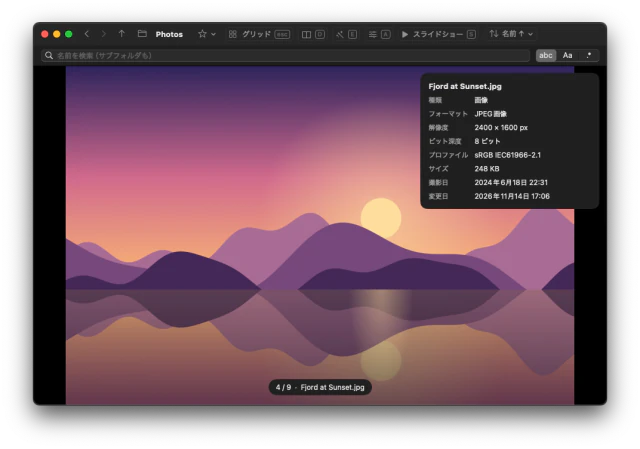 Photos グリッド esc D E A スライドショー S 名前
名前を検索 (サブフォルダも) abc Aa .*
Fjord at Sunset.jpg
種類 画像
フォーマット JPEG画像
解像度 2400 × 1600 px
ビット深度 8 ビット
プロファイル sRGB IEC61966-2.1
サイズ 248 KB
撮影日 2024年6月18日 22:31
変更日 2026年11月14日 17:06
4 / 9 · Fjord at Sunset.jpg